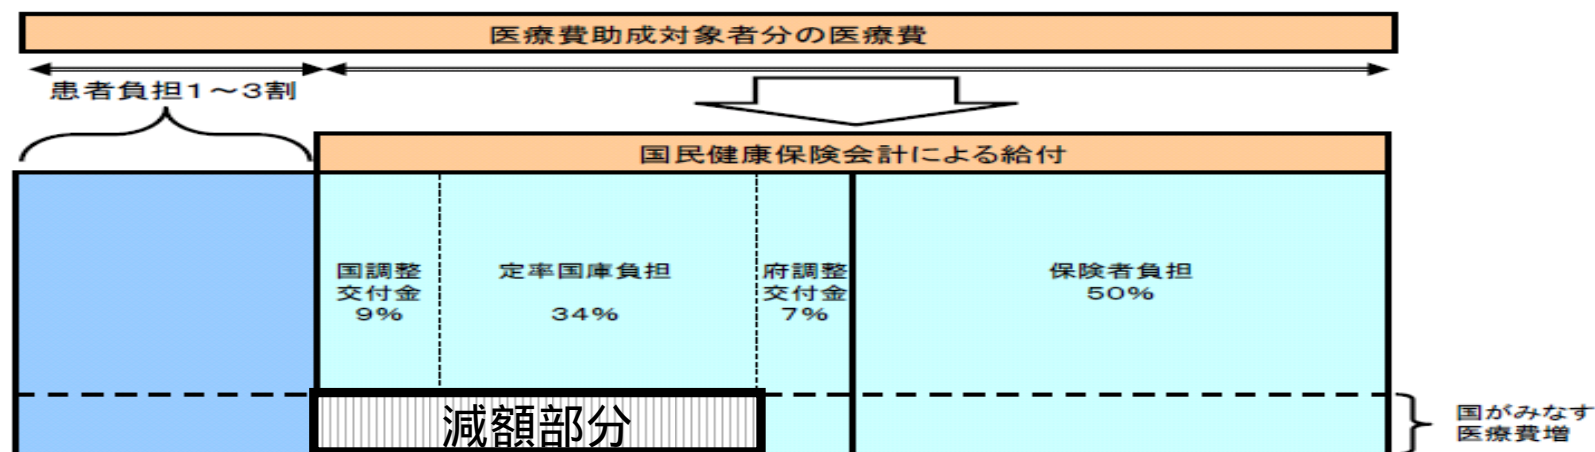 医療費助成対象者分の医療費
患者負担1～3割
国民健康保険会計による給付
国調整
交付金
9%
定率国庫負担
34%
府調整
交付金
7%
保険者負担
50%
減額部分
国がみなす
医療費増